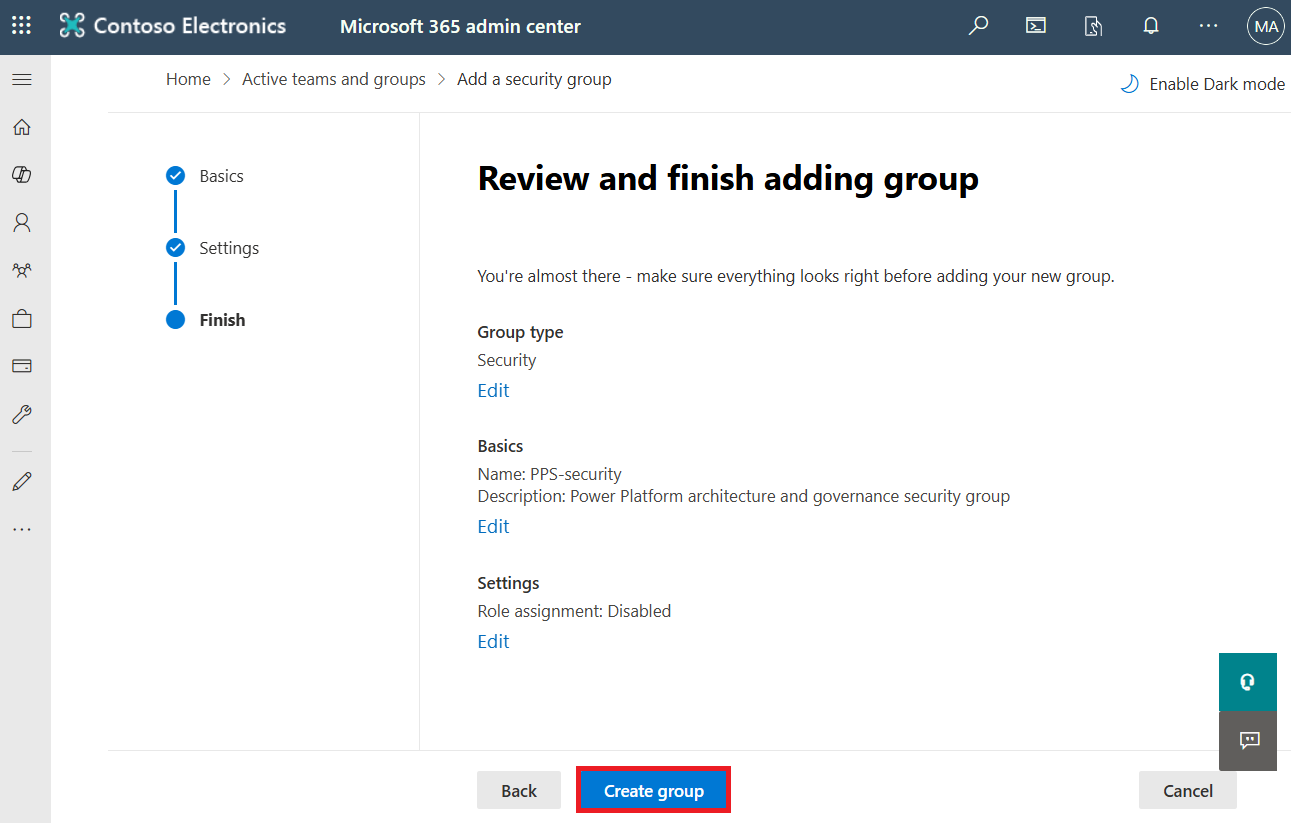 Contoso Electronics
Microsoft 365 admin center
MA
Home > Active teams and groups > Add a security group
Enable Dark mode
Basics
Settings
Finish
Review and finish adding group
You're almost there - make sure everything looks right before adding your new group.
Group type
Security
Edit
Basics
Name: PPS-security
Description: Power Platform architecture and governance security group
Edit
Settings
Role assignment: Disabled
Edit
Back
Create group
Cancel